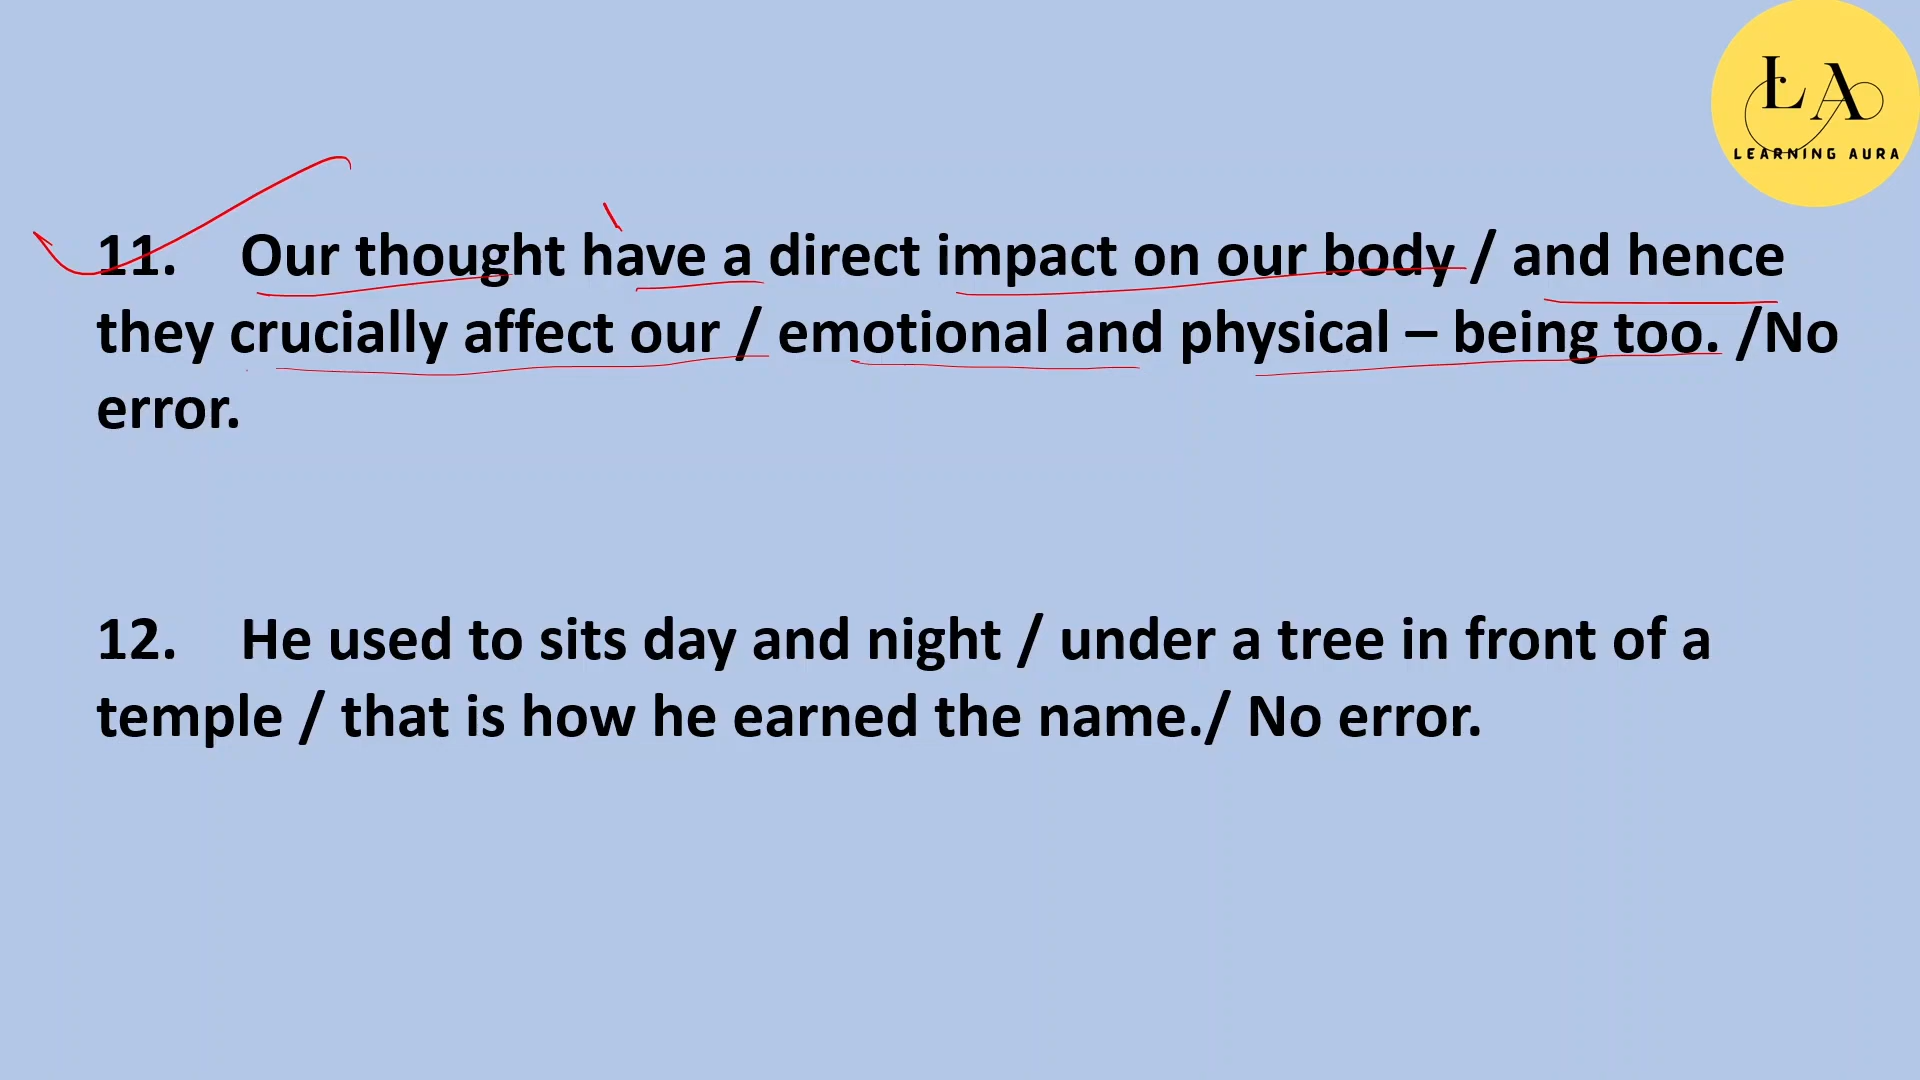 LA
LEARNING AURA
11. Our thought have a direct impact on our body / and hence
they crucially affect our / emotional and physical – being too. /No
error.
12. He used to sits day and night / under a tree in front of a
temple / that is how he earned the name./ No error.